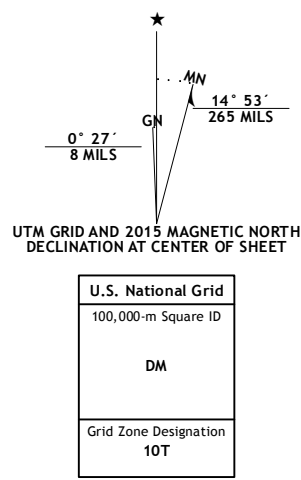 ★
MN
GN
14° 53´
265 MILS
0° 27´
8 MILS
UTM GRID AND 2015 MAGNETIC NORTH
DECLINATION AT CENTER OF SHEET
U.S. National Grid
100,000-m Square ID
DM
Grid Zone Designation
10T